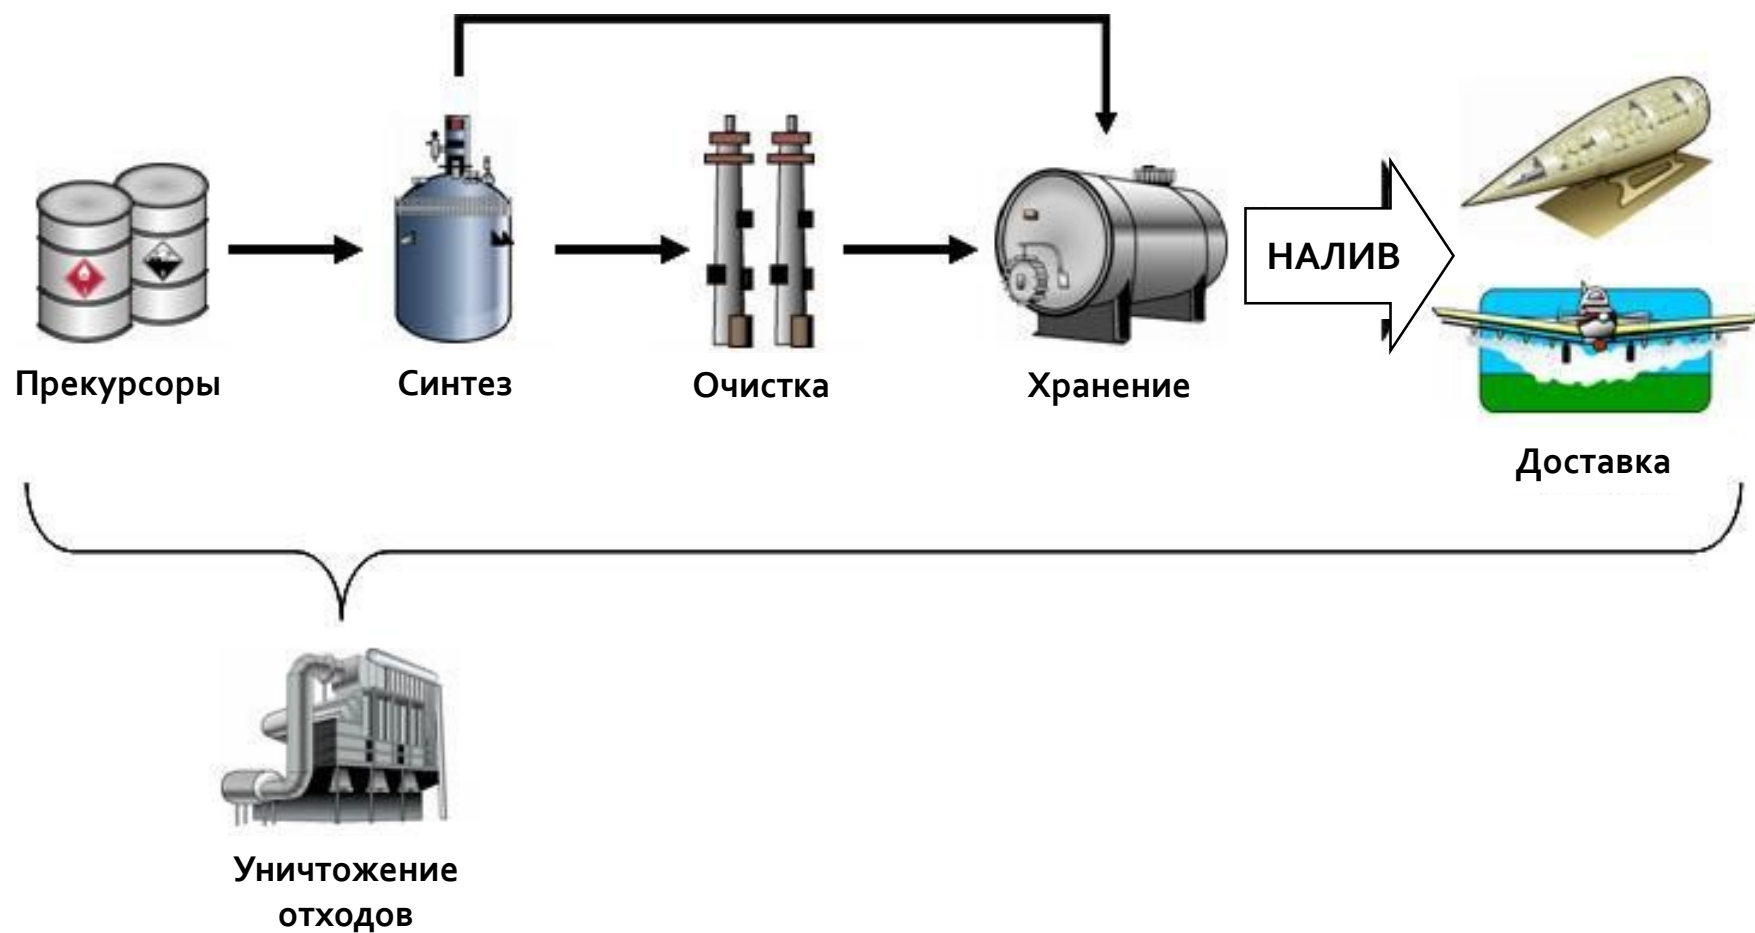 НАЛИВ
Прекурсоры
Синтез
Очистка
Хранение
Доставка
Уничтожение
отходов